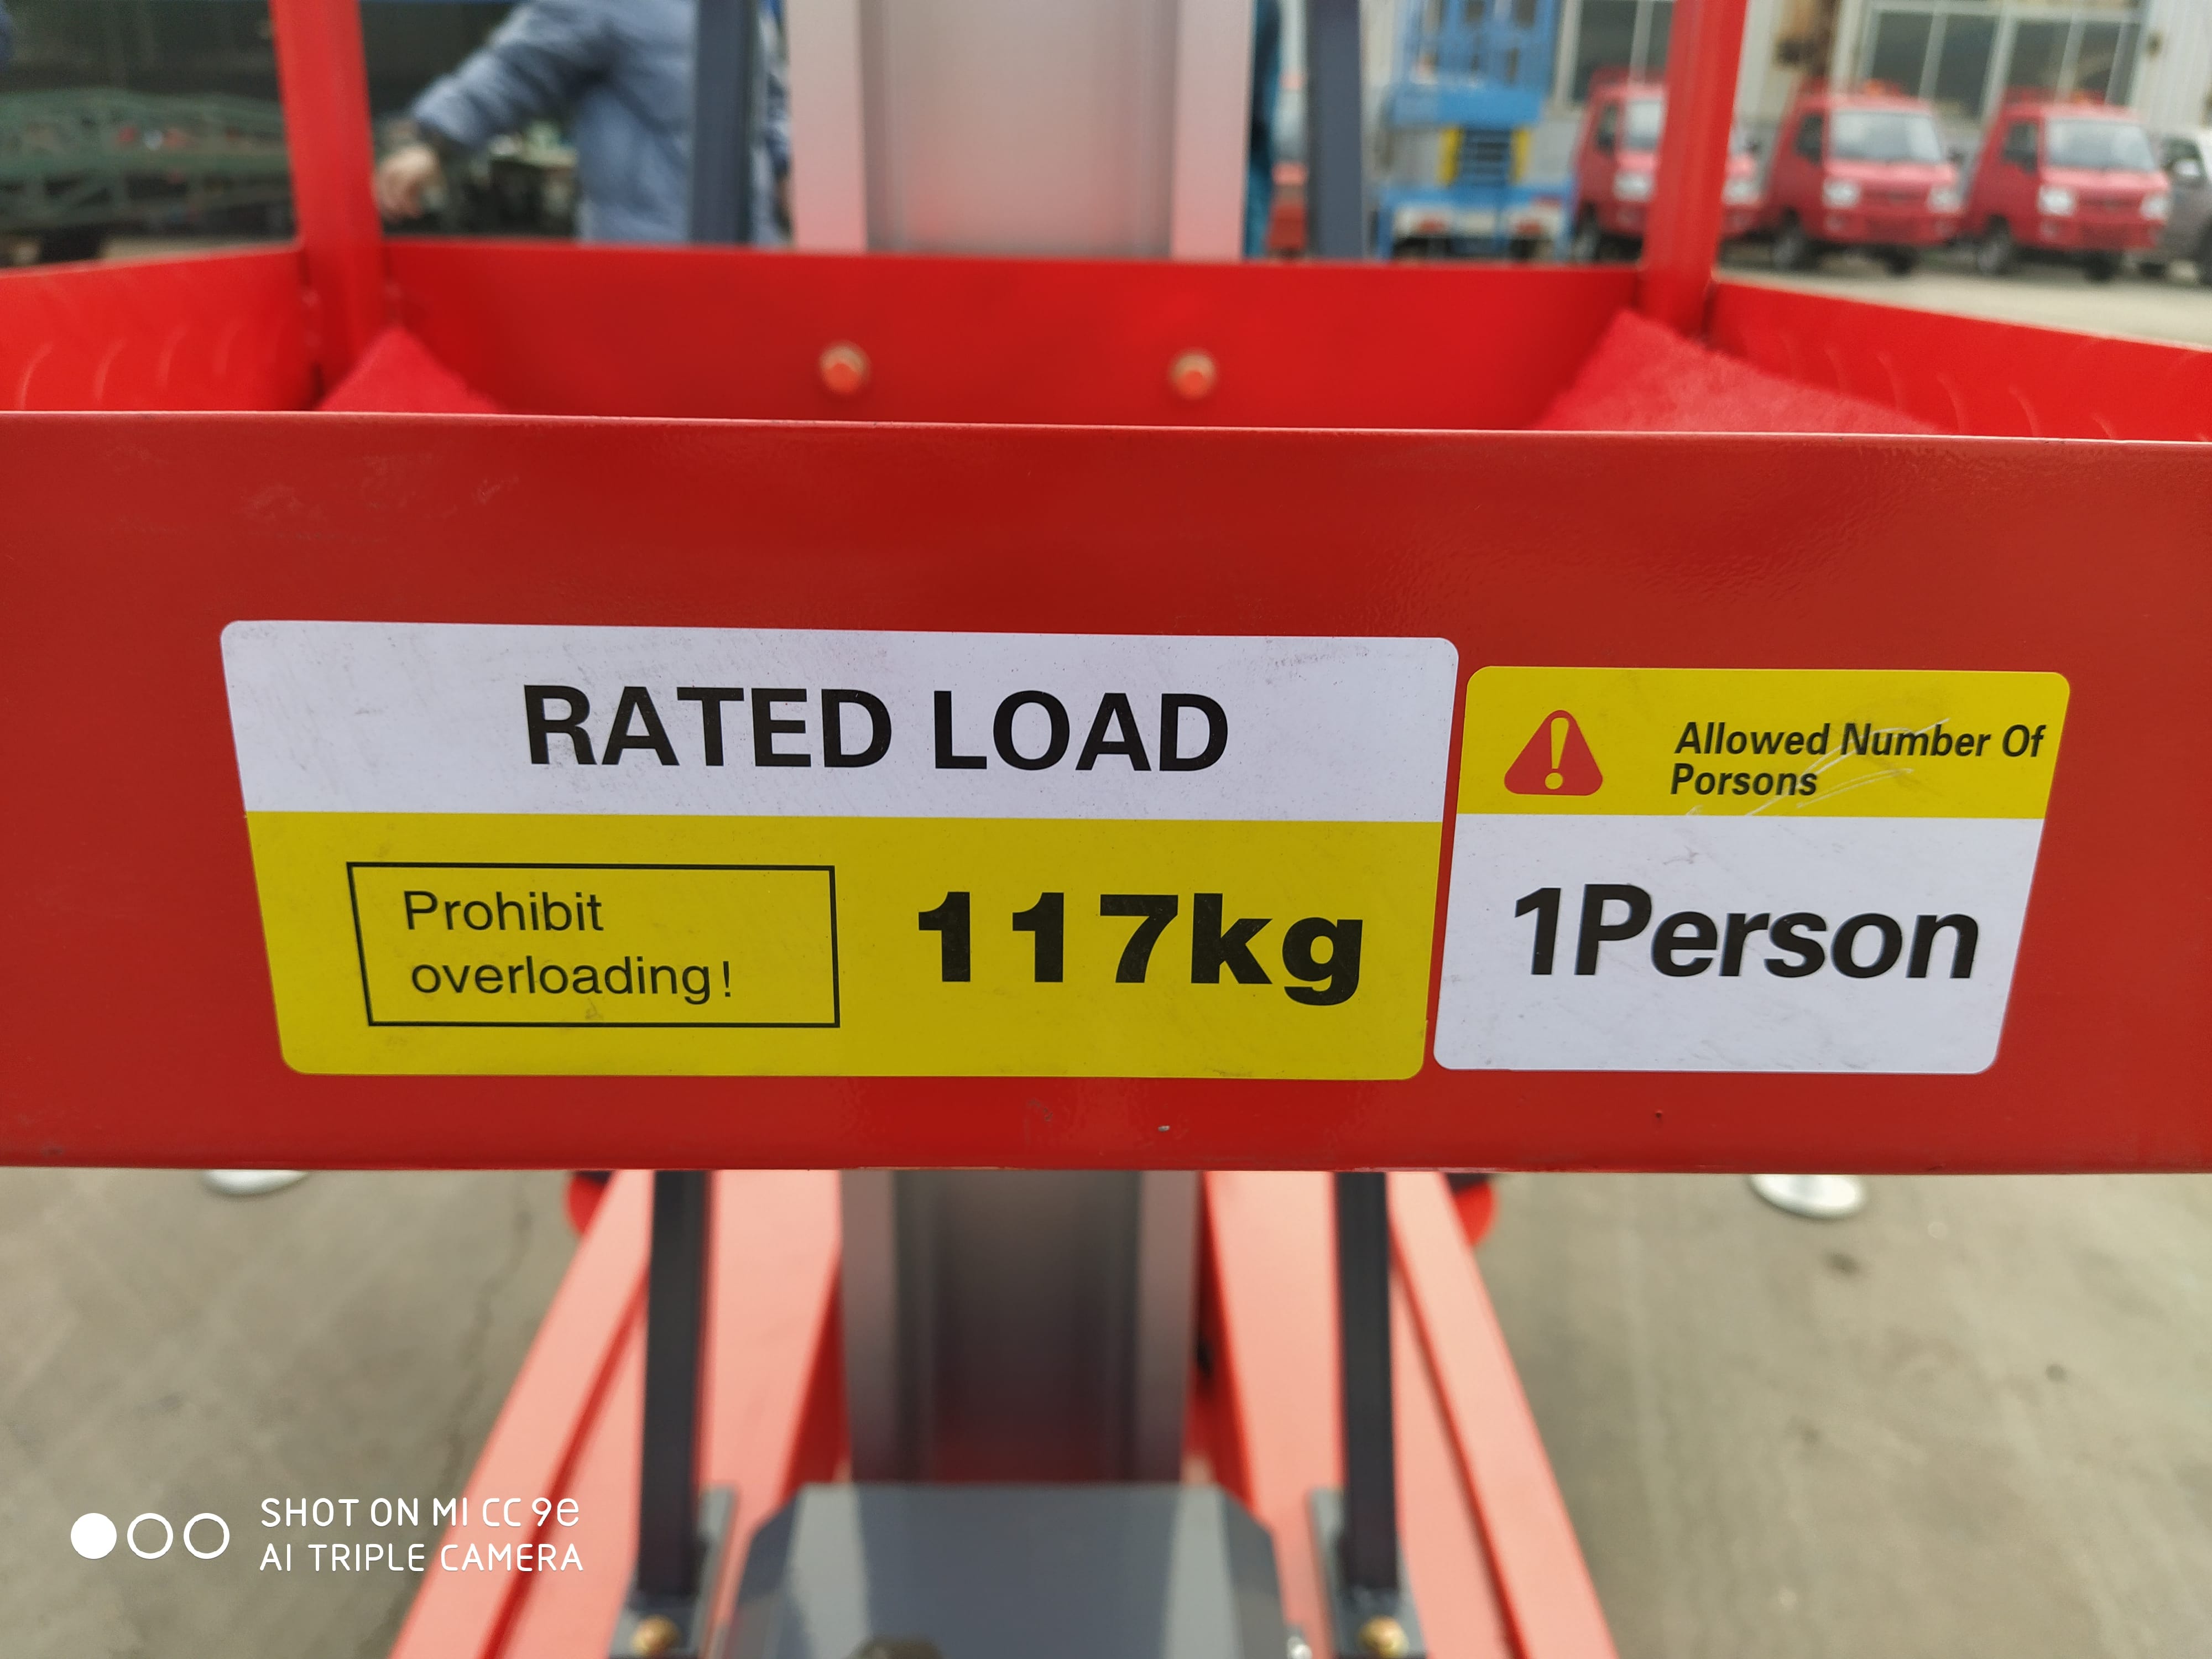 RATED LOAD
Prohibit
overloading!
117kg
Allowed Number Of
Porsons
1Person
SHOT ON MI CC 9e
AI TRIPLE CAMERA